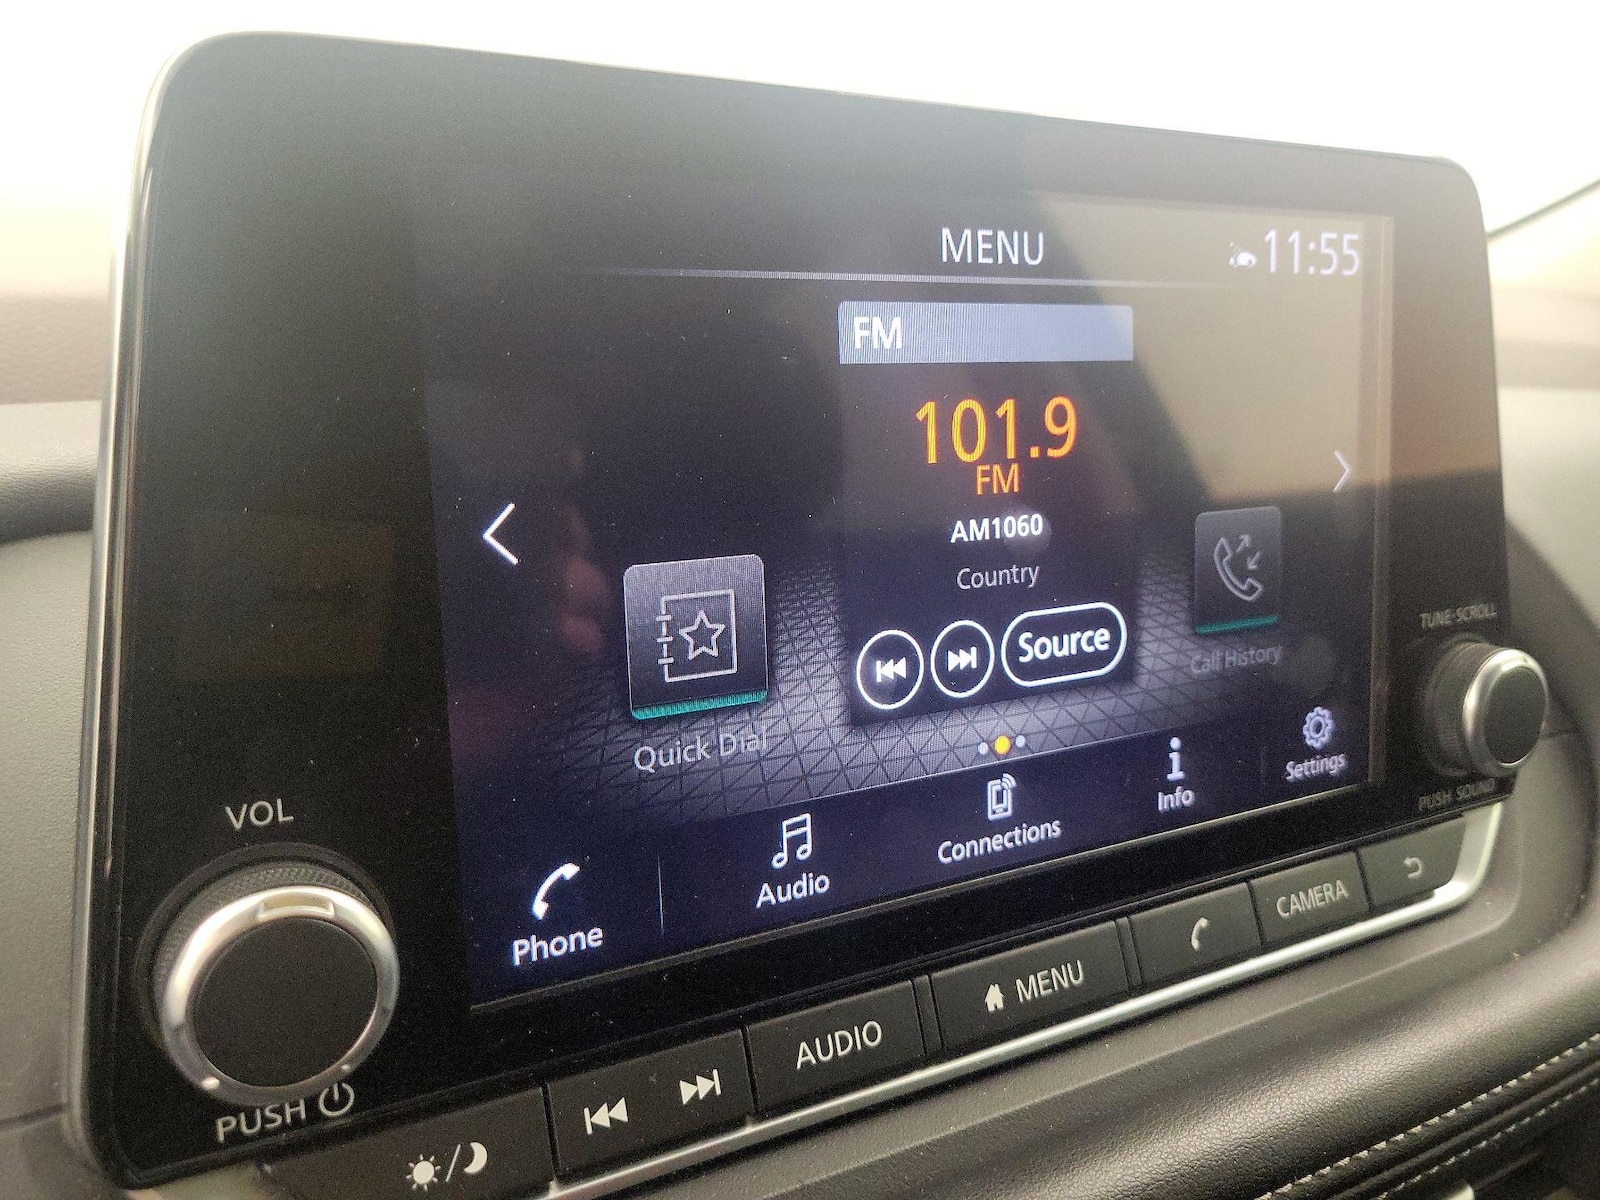 MENU
11:55
FM
101.9
FM
AM1060
Country
Source
Quick Dial
Call History
TUNE·SCROLL
PUSH SOUND
Phone
Audio
Connections
Info
Settings
VOL
PUSH
AUDIO
MENU
CAMERA